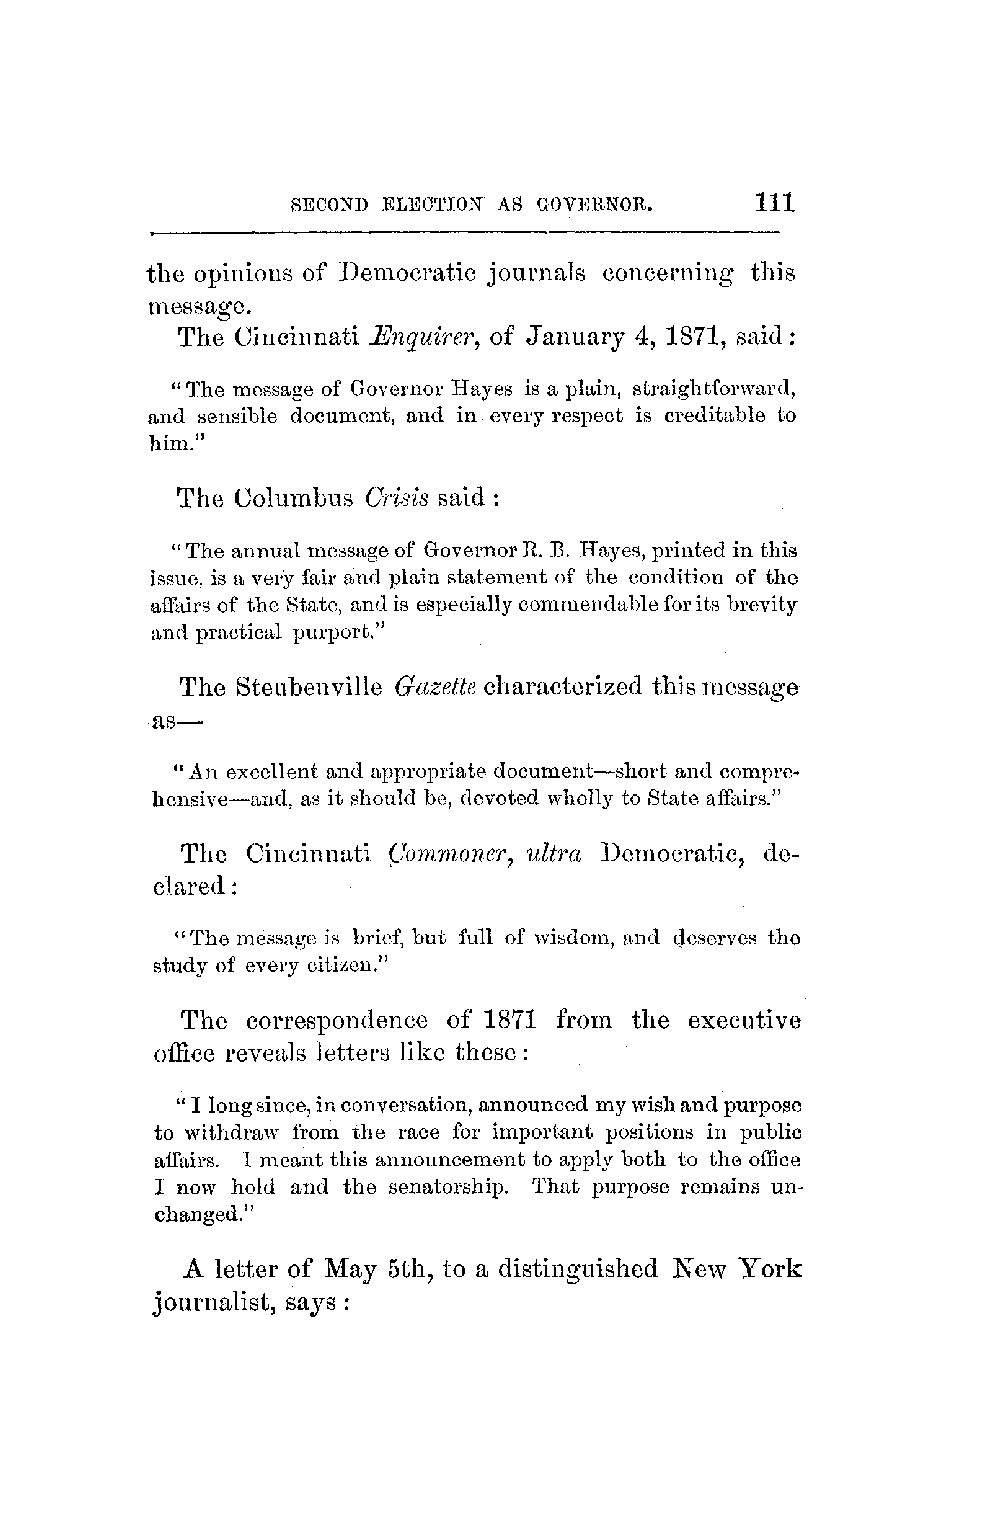 SECOND ELECTION AS GOVERNOR. 111
the opinions of Democratic journals concerning this
message.
The Cincinnati Enquirer, of January 4, 1871, said:
"The message of Governor Hayes is a plain, straightforward,
and sensible document, and in every respect is creditable to
him."
The Columbus Crisis said:
"The annual message of Governor R. B. Hayes, printed in this
issue, is a very fair and plain statement of the condition of the
affairs of the State, and is especially commendable for its brevity
and practical purport."
The Steubenville Gazette characterized this message
as—
"An excellent and appropriate document—short and compre-
hensive—and, as it should be, devoted wholly to State affairs."
The Cincinnati Commoner, ultra Democratic, de-
clared:
"The message is brief, but full of wisdom, and deserves the
study of every citizen."
The correspondence of 1871 from the executive
office reveals letters like these:
"I long since, in conversation, announced my wish and purpose
to withdraw from the race for important positions in public
affairs. I meant this announcement to apply both to the office
I now hold and the senatorship. That purpose remains un-
changed."
A letter of May 5th, to a distinguished New York
journalist, says: